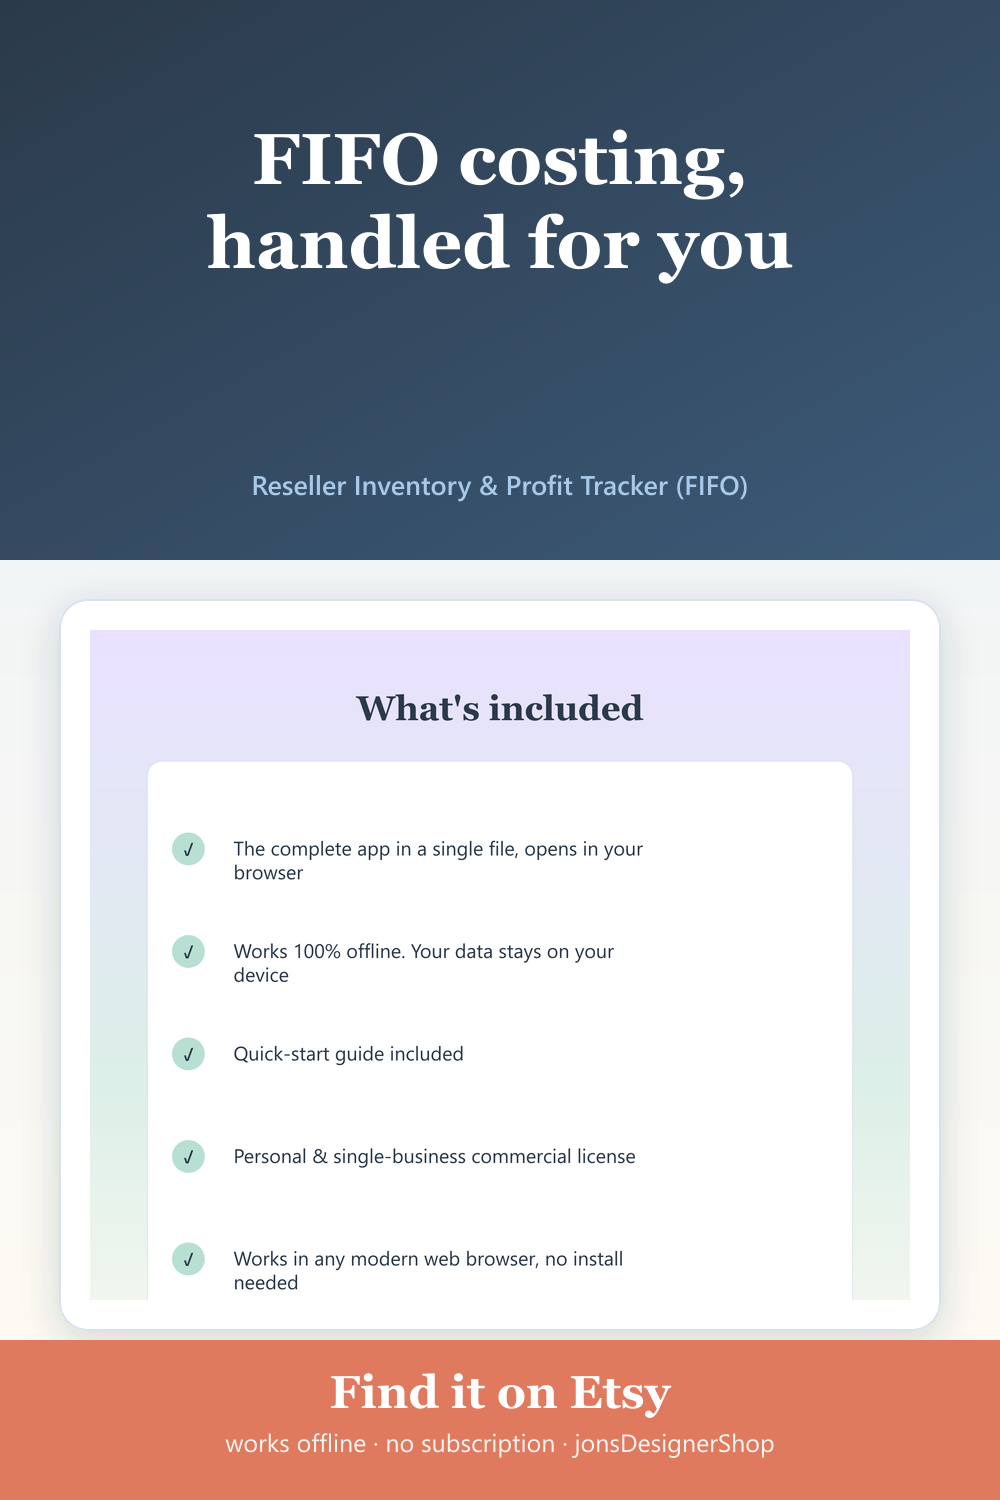 FIFO costing,
handled for you
Reseller Inventory & Profit Tracker (FIFO)
What's included
✓ The complete app in a single file, opens in your
browser
✓ Works 100% offline. Your data stays on your
device
✓ Quick-start guide included
✓ Personal & single-business commercial license
✓ Works in any modern web browser, no install
needed
Find it on Etsy
works offline · no subscription · jonsDesignerShop